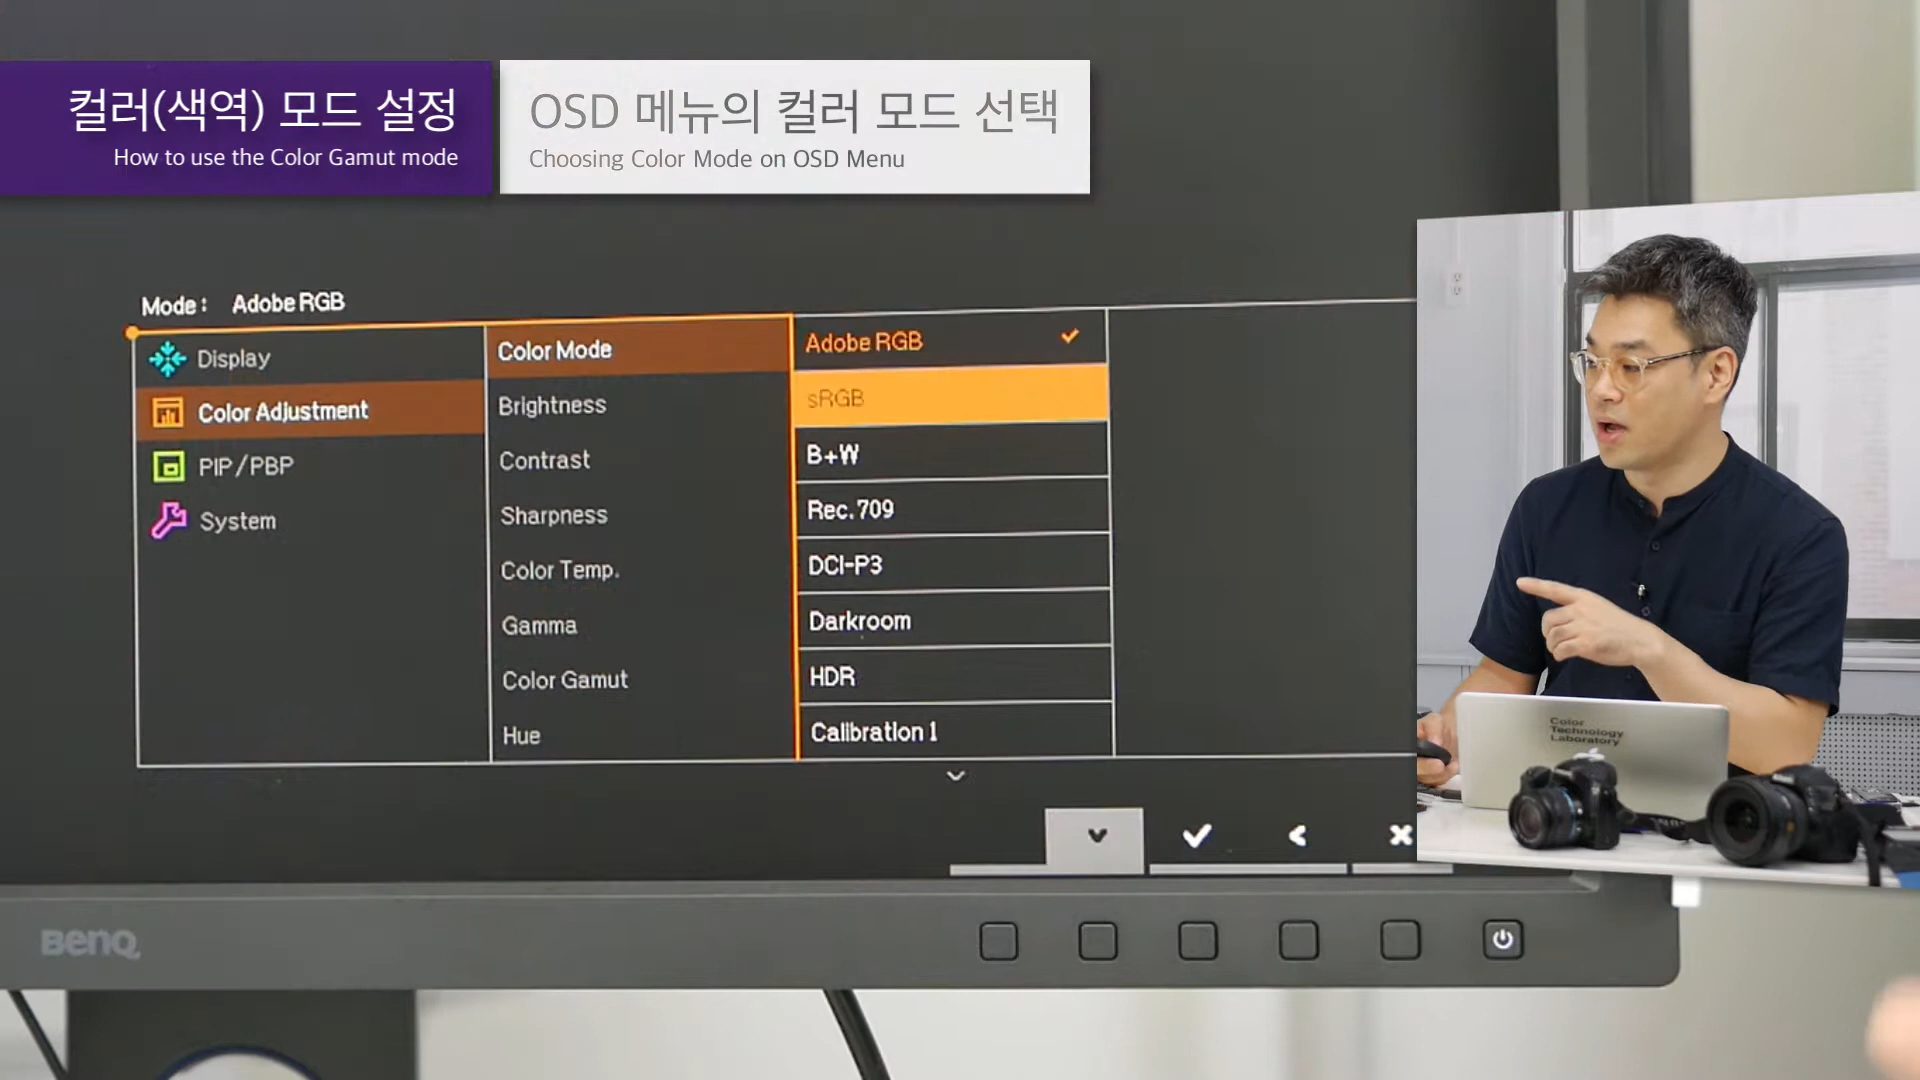 컬러(색역) 모드 설정
How to use the Color Gamut mode
OSD 메뉴의 컬러 모드 선택
Choosing Color Mode on OSD Menu
Mode: Adobe RGB
Display
Color Adjustment
PIP/PBP
System
Color Mode
Brightness
Contrast
Sharpness
Color Temp.
Gamma
Color Gamut
Hue
Adobe RGB
sRGB
B+W
Rec.709
DCI-P3
Darkroom
HDR
Calibration 1
Color
Technology
Laboratory
BenQ